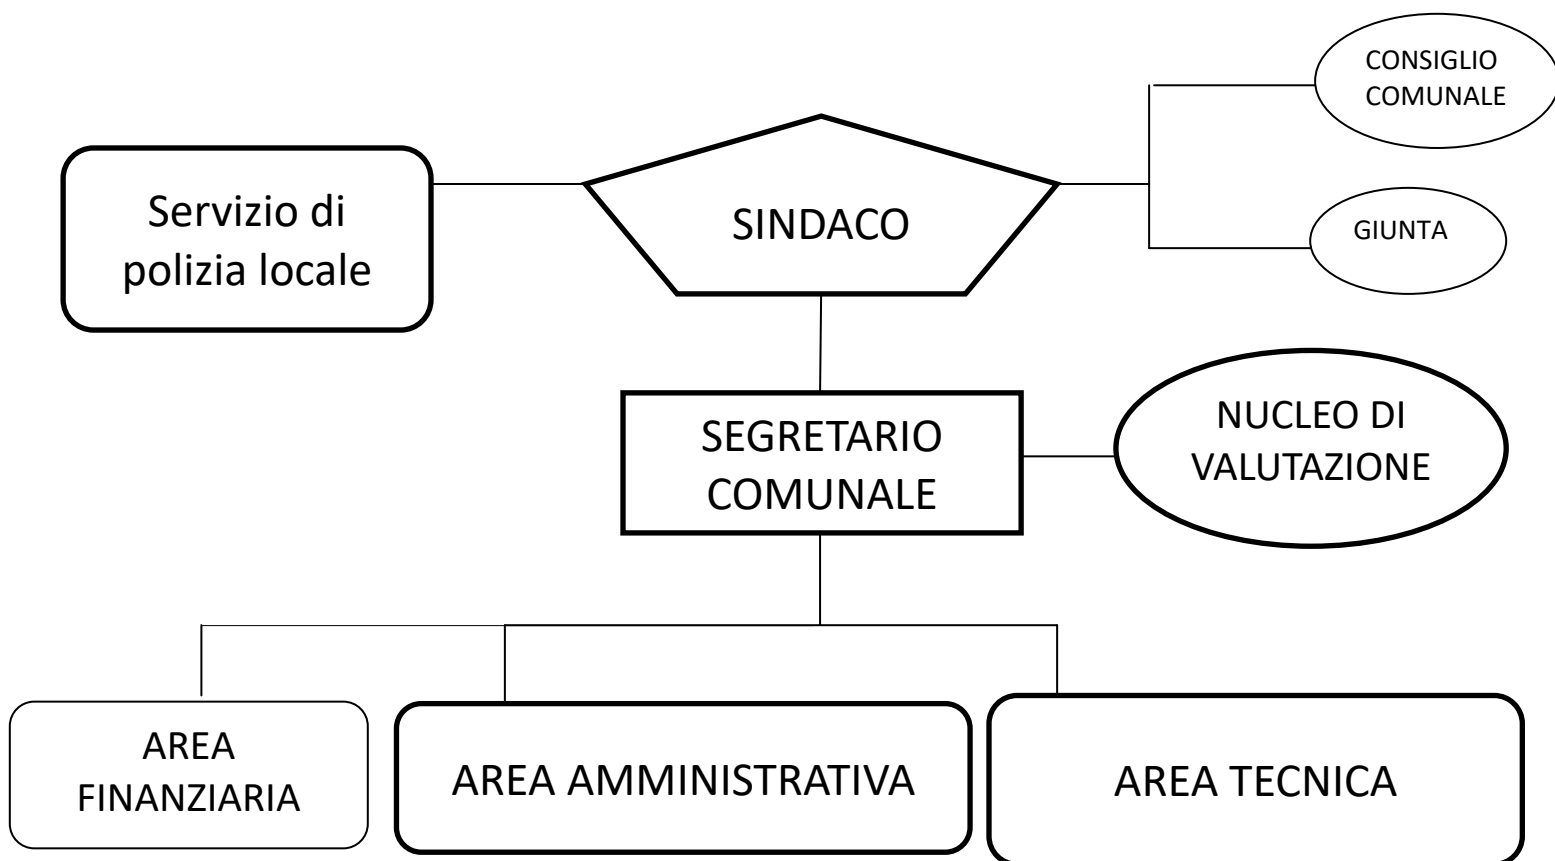 CONSIGLIO
COMUNALE
Servizio di
polizia locale
SINDACO
GIUNTA
SEGRETARIO
COMUNALE
NUCLEO DI
VALUTAZIONE
AREA
FINANZIARIA
AREA AMMINISTRATIVA
AREA TECNICA